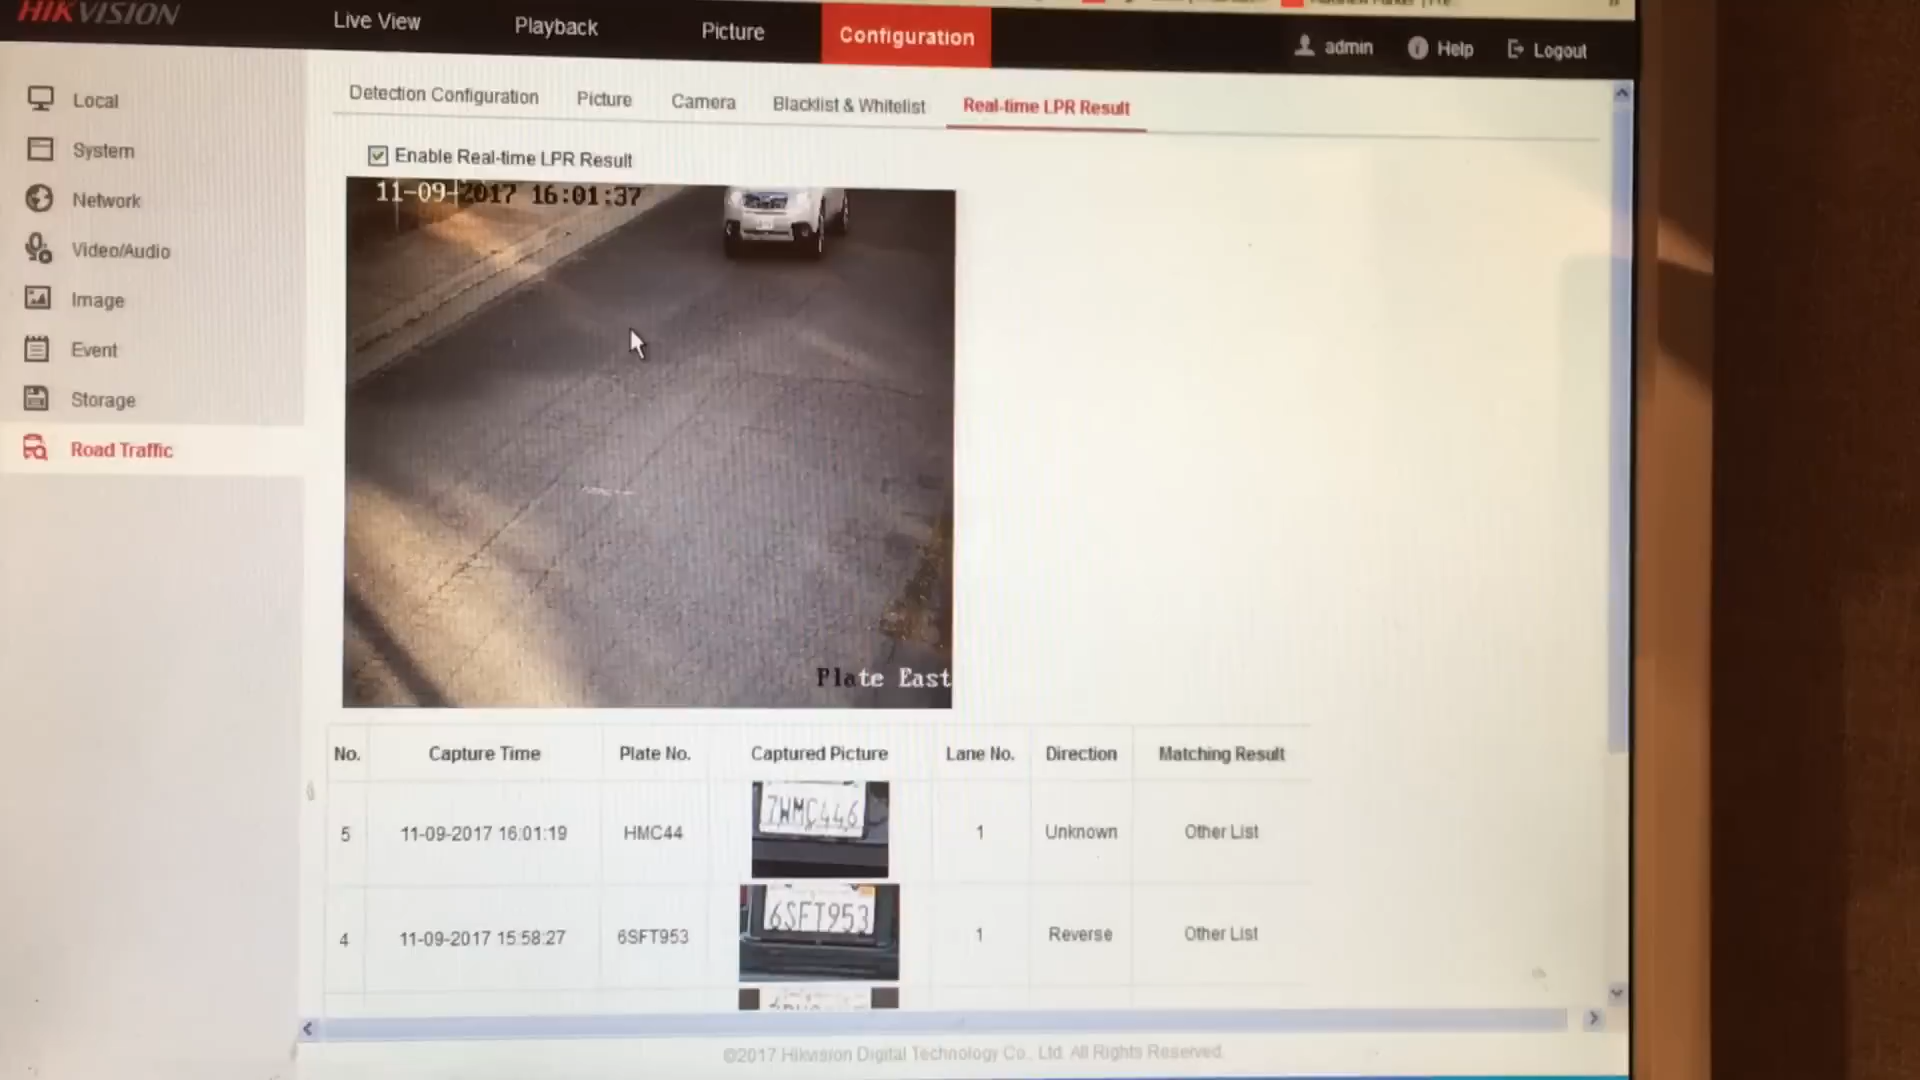 HIKVISION
Live View
Playback
Picture
Configuration
admin
Help
Logout
Local
System
Network
Video/Audio
Image
Event
Storage
Road Traffic
Detection Configuration
Picture
Camera
Blacklist & Whitelist
Real-time LPR Result
Enable Real-time LPR Result
11-09-2017 16:01:37
Plate East
No. Capture Time Plate No. Captured Picture Lane No. Direction Matching Result
7WMC446
5 11-09-2017 16:01:19 HMC44 1 Unknown Other List
6SFT953
4 11-09-2017 15:58:27 6SFT953 1 Reverse Other List
©2017 Hikvision Digital Technology Co., Ltd. All Rights Reserved.